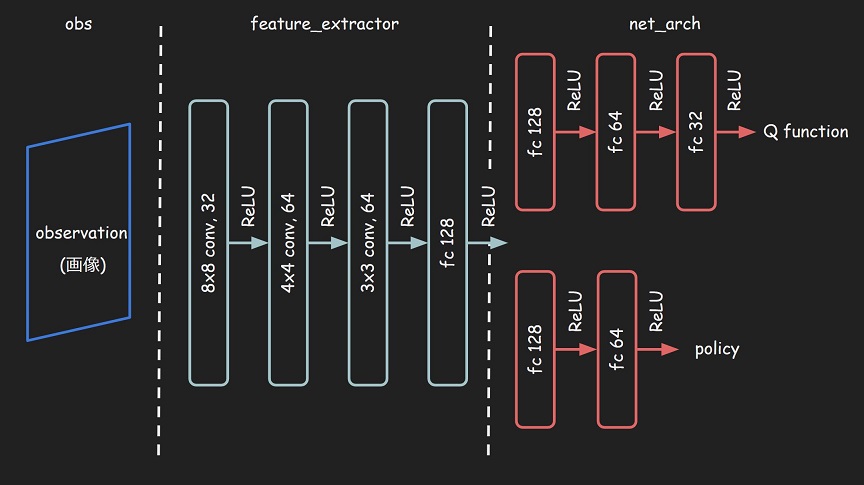 obs
feature_extractor
net_arch
observation
(画像)
8x8 conv, 32
ReLU
4x4 conv, 64
ReLU
3x3 conv, 64
ReLU
fc 128
ReLU
fc 128
ReLU
fc 64
ReLU
fc 32
ReLU
Q function
fc 128
ReLU
fc 64
ReLU
policy